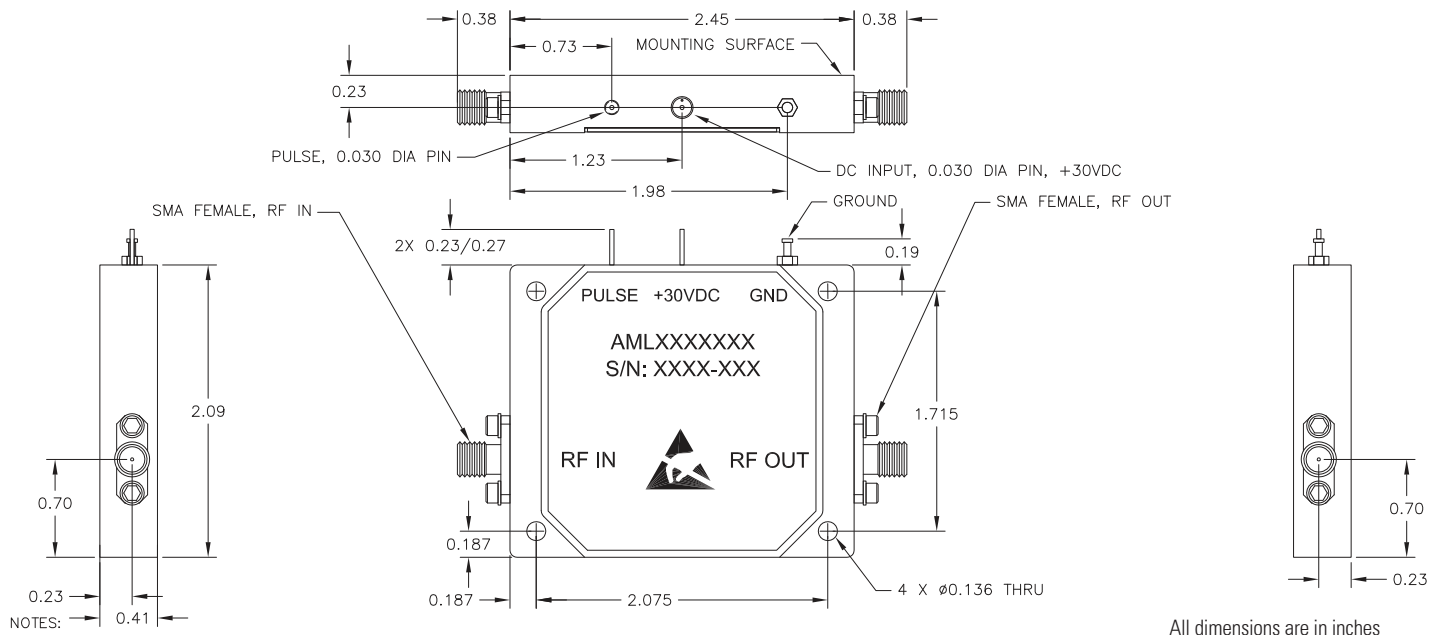 0.38
2.45
0.38
0.73
MOUNTING SURFACE
0.23
PULSE, 0.030 DIA PIN
1.23
DC INPUT, 0.030 DIA PIN, +30VDC
1.98
SMA FEMALE, RF IN
GROUND
SMA FEMALE, RF OUT
2X 0.23/0.27
0.19
PULSE +30VDC GND
AMLXXXXXXX
S/N: XXXX-XXX
2.09
1.715
RF IN
RF OUT
0.70
0.70
0.187
4 X ø0.136 THRU
0.23
0.187
2.075
0.23
NOTES:
0.41
All dimensions are in inches